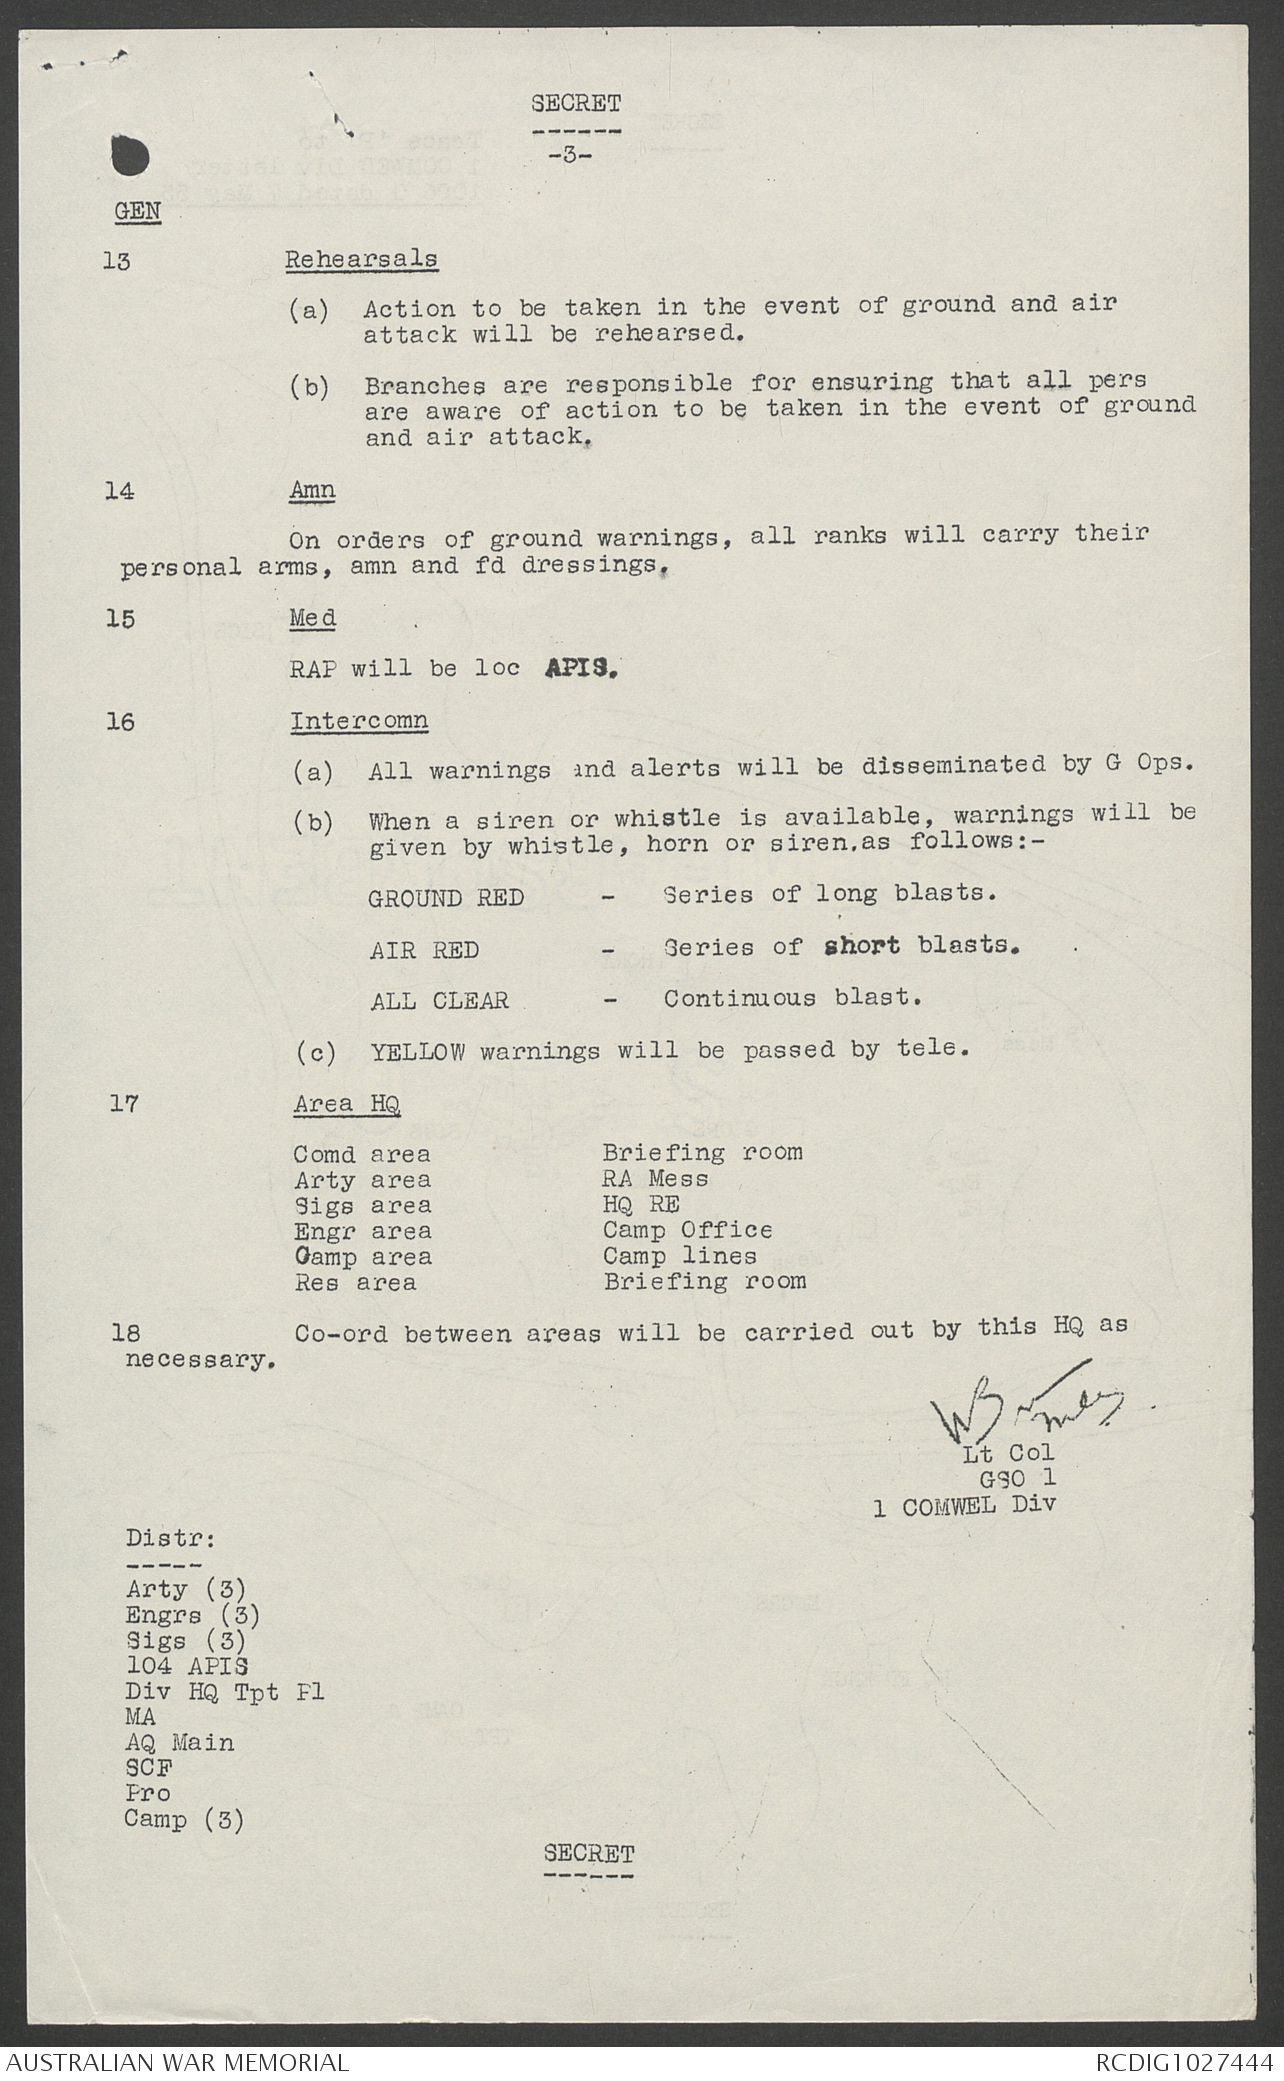 SECRET
------
-3-
GEN
13 Rehearsals
(a) Action to be taken in the event of ground and air
attack will be rehearsed.
(b) Branches are responsible for ensuring that all pers
are aware of action to be taken in the event of ground
and air attack.
14 Amn
On orders of ground warnings, all ranks will carry their
personal arms, amn and fd dressings.
15 Med
RAP will be loc APIS.
16 Intercomn
(a) All warnings and alerts will be disseminated by G Ops.
(b) When a siren or whistle is available, warnings will be
given by whistle, horn or siren.as follows:-
GROUND RED - Series of long blasts.
AIR RED - Series of short blasts.
ALL CLEAR - Continuous blast.
(c) YELLOW warnings will be passed by tele.
17 Area HQ
Comd area Briefing room
Arty area RA Mess
Sigs area HQ RE
Engr area Camp Office
Camp area Camp lines
Res area Briefing room
18 Co-ord between areas will be carried out by this HQ as
necessary.
Lt Col
GSO 1
1 COMWEL Div
Distr:
-----
Arty (3)
Engrs (3)
Sigs (3)
104 APIS
Div HQ Tpt Pl
MA
AQ Main
SCF
Pro
Camp (3)
SECRET
------
AUSTRALIAN WAR MEMORIAL RCDIG1027444